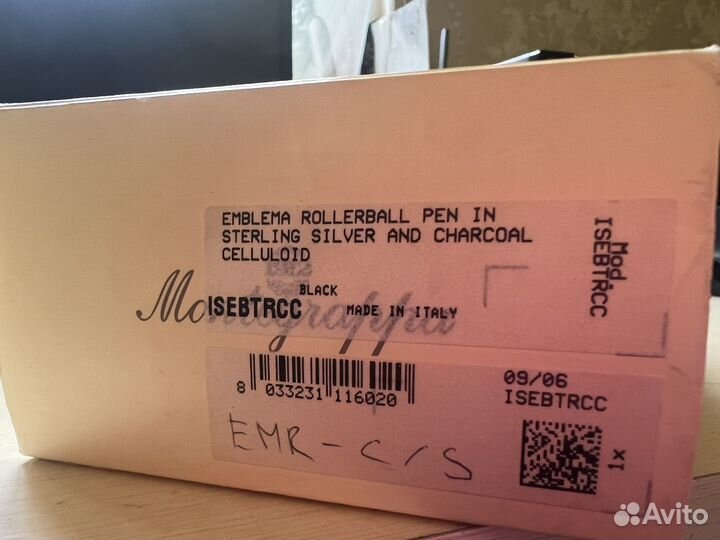 EMBLEMA ROLLERBALL PEN IN
STERLING SILVER AND CHARCOAL
CELLULOID
Mod.
ISEBTRCC
BLACK
Montegrappa
ISEBTRCC MADE IN ITALY
8 033231 116020
09/06
ISEBTRCC
1x
EMR-C/S
Avito